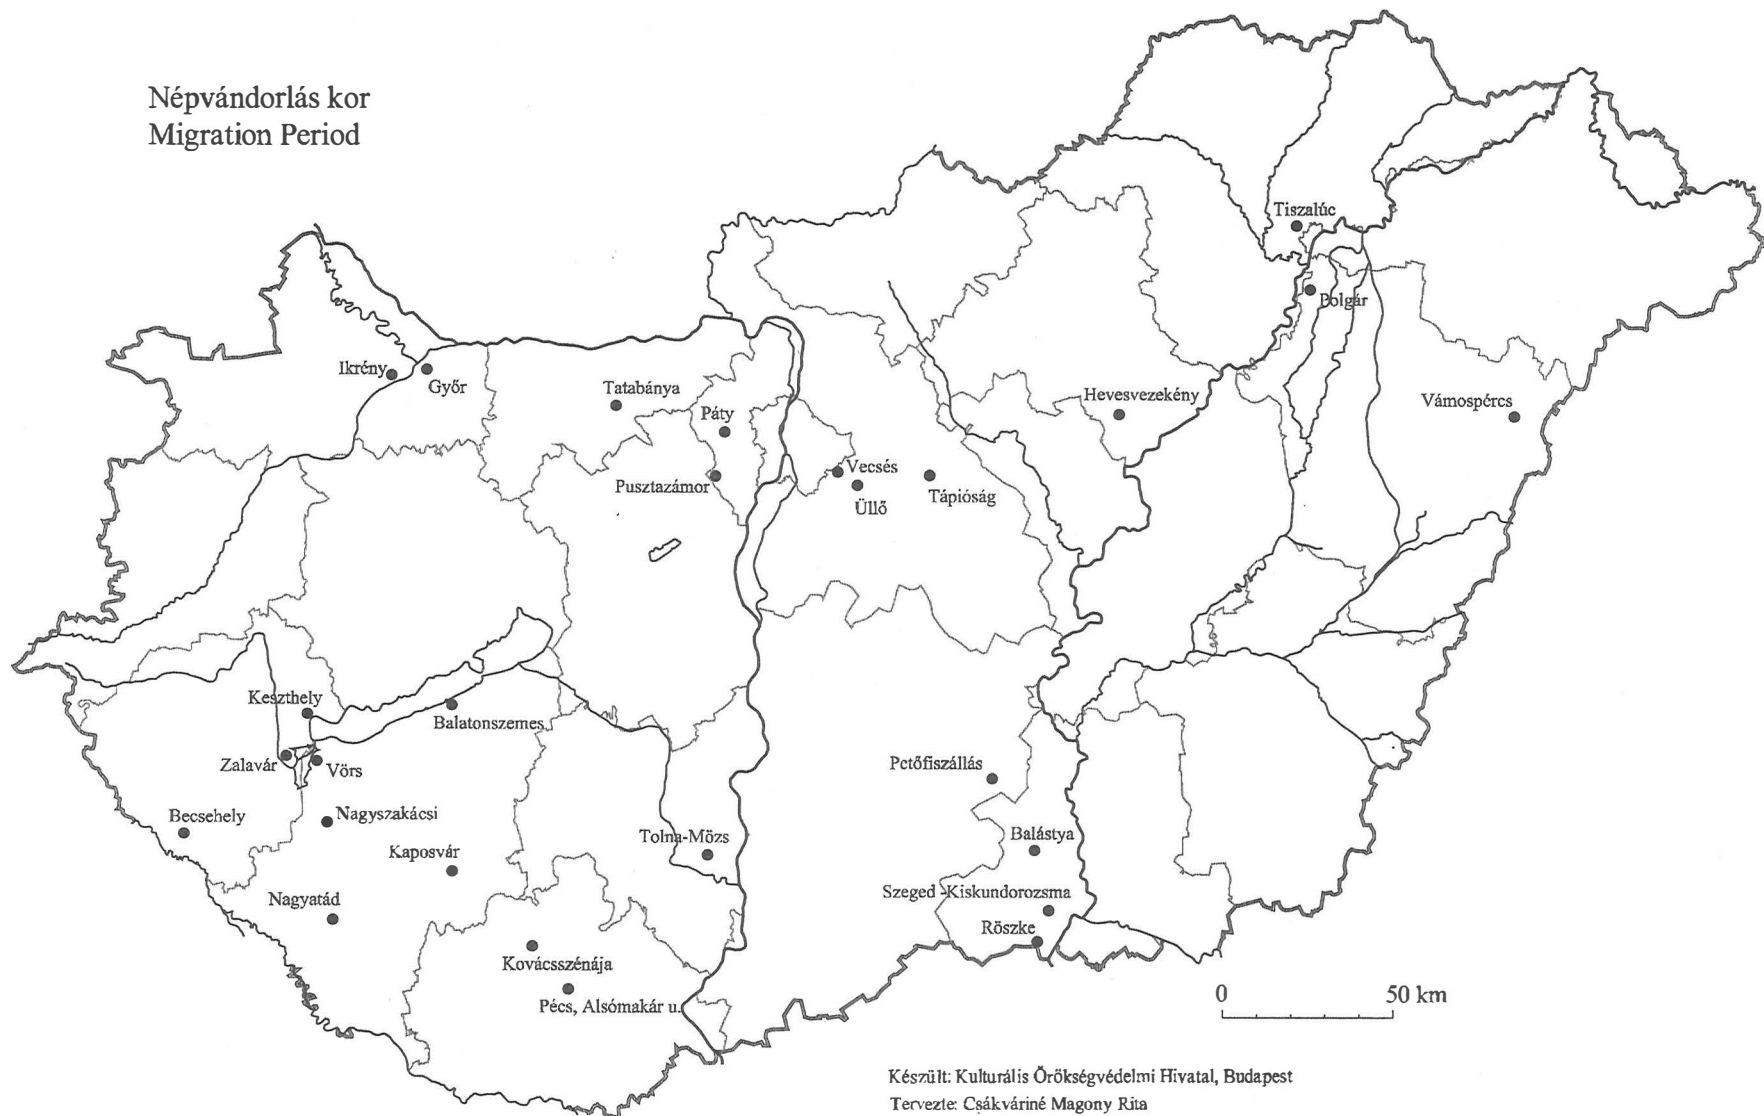 Népvándorlás kor
Migration Period
Tiszalúc
Polgár
Ikrény
Győr
Tatabánya
Páty
Hevesvezekény
Vámospércs
Pusztazámor
Vecsés
Üllő
Tápióság
Keszthely
Balatonszemes
Zalavár
Vörs
Petőfiszállás
Becsehely
Nagyszakácsi
Kaposvár
Tolna-Mözs
Balástya
Nagyatád
Szeged -Kiskundorozsma
Röszke
Kovácsszénája
Pécs, Alsómakár u.
0 50 km
Készült: Kulturális Örökségvédelmi Hivatal, Budapest
Tervezte: Csákváriné Magony Rita